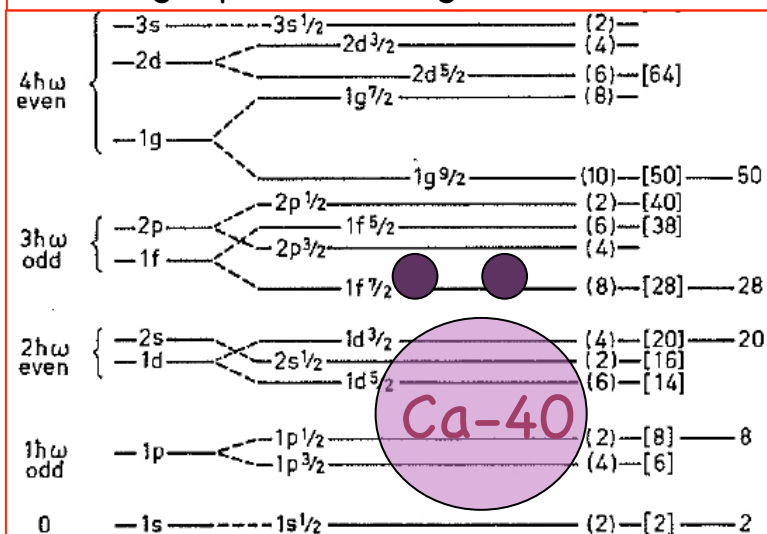 3s 3s1/2 (2)
2d3/2 (4)
2d
2d5/2 (6) [64]
4ħω
even
1g7/2 (8)
1g
1g9/2 (10) [50] 50
2p1/2 (2) [40]
2p 1f5/2 (6) [38]
3ħω
odd
2p3/2 (4)
1f
1f7/2 (8) [28] 28
2s 1d3/2 (4) [20] 20
2ħω
even
1d 2s1/2 (2) [16]
1d5/2 (6) [14]
Ca-40
1p1/2 (2) [8] 8
1ħω
odd
1p
1p3/2 (4) [6]
0 1s 1s1/2 (2) [2] 2